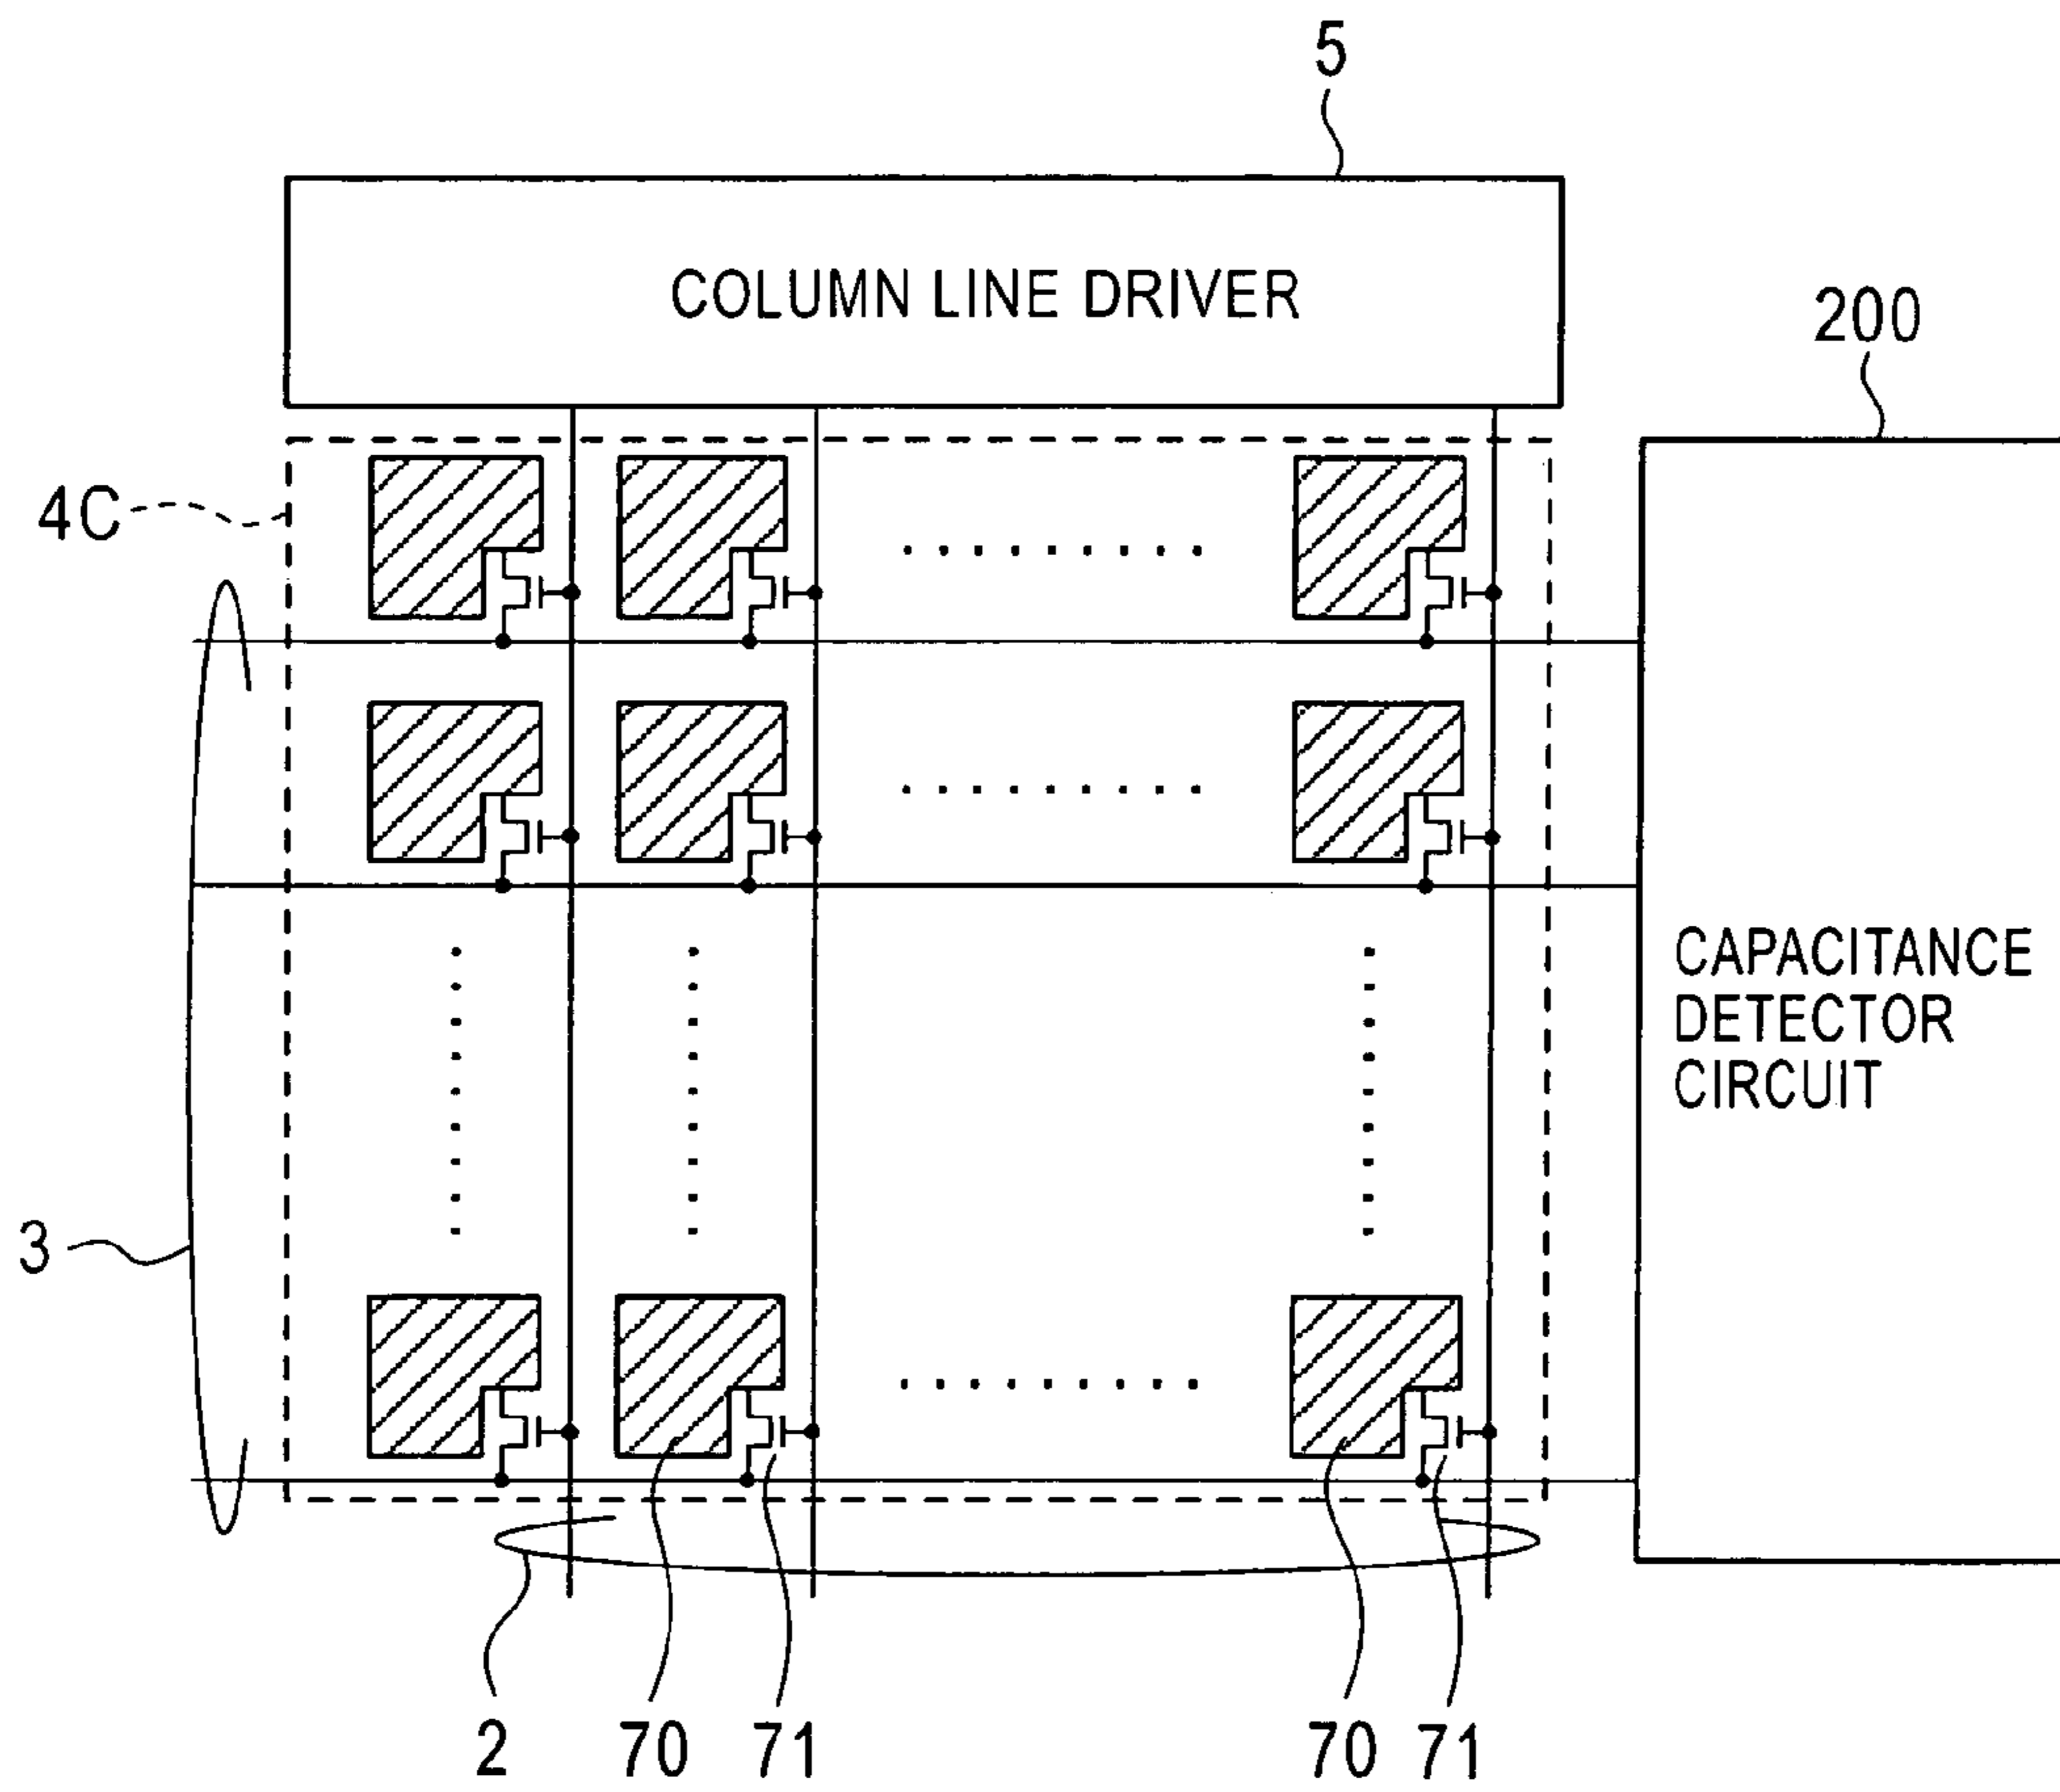 5
COLUMN LINE DRIVER
200
4C
CAPACITANCE
DETECTOR
CIRCUIT
3
2 70 71 70 71